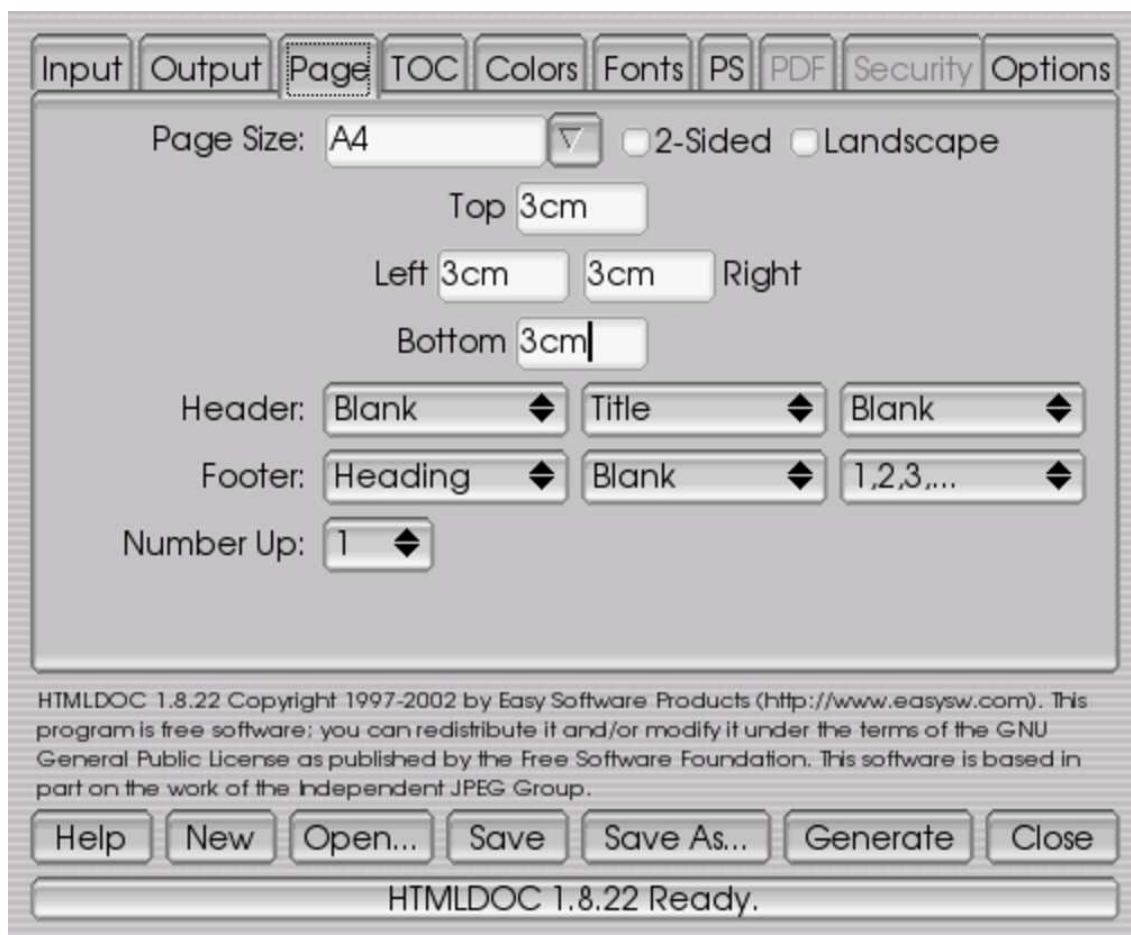 Input Output Page TOC Colors Fonts PS PDF Security Options
Page Size: A4 2-Sided Landscape
Top 3cm
Left 3cm 3cm Right
Bottom 3cm
Header: Blank Title Blank
Footer: Heading Blank 1,2,3,...
Number Up: 1
HTMLDOC 1.8.22 Copyright 1997-2002 by Easy Software Products (http://www.easysw.com). This
program is free software; you can redistribute it and/or modify it under the terms of the GNU
General Public License as published by the Free Software Foundation. This software is based in
part on the work of the Independent JPEG Group.
Help New Open... Save Save As... Generate Close
HTMLDOC 1.8.22 Ready.